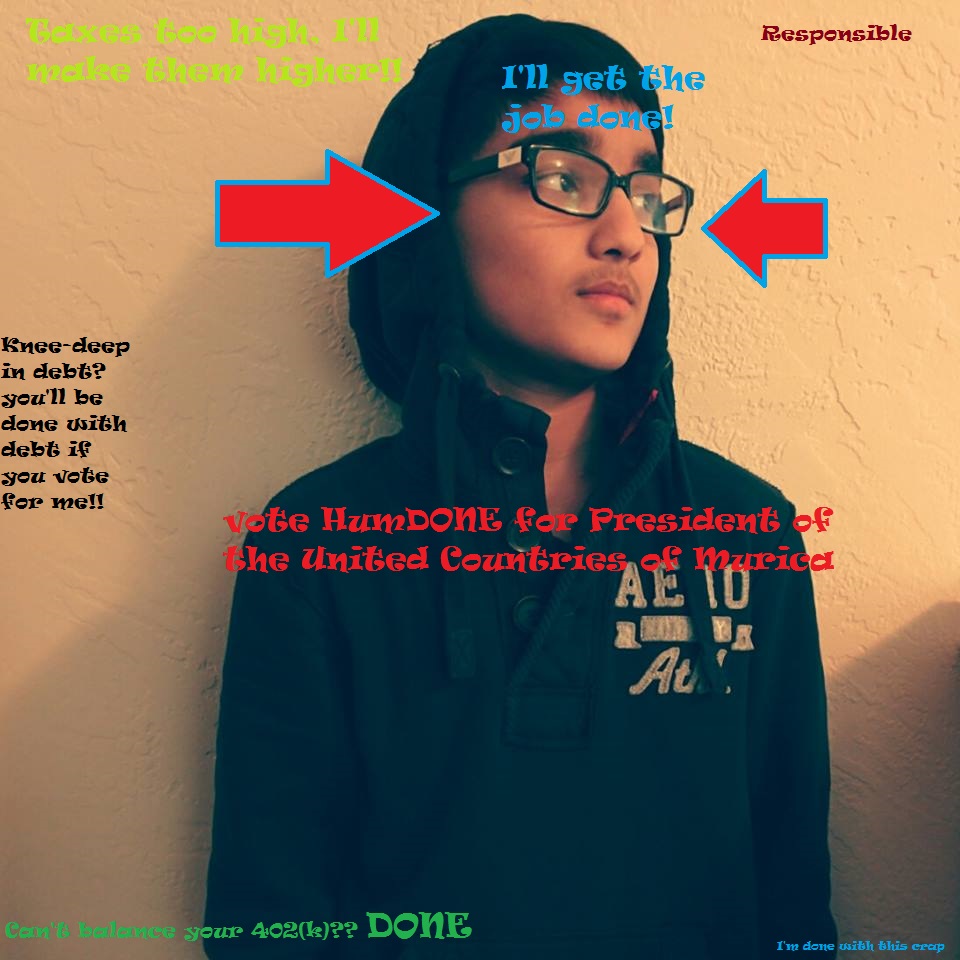 Taxes too high, I'll
make them higher!!
Responsible
I'll get the
job done!
Knee-deep
in debt?
you'll be
done with
debt if
you vote
for me!!
vote HumDONE for President of
the United Countries of Murica
Can't balance your 402(k)?? DONE
I'm done with this crap